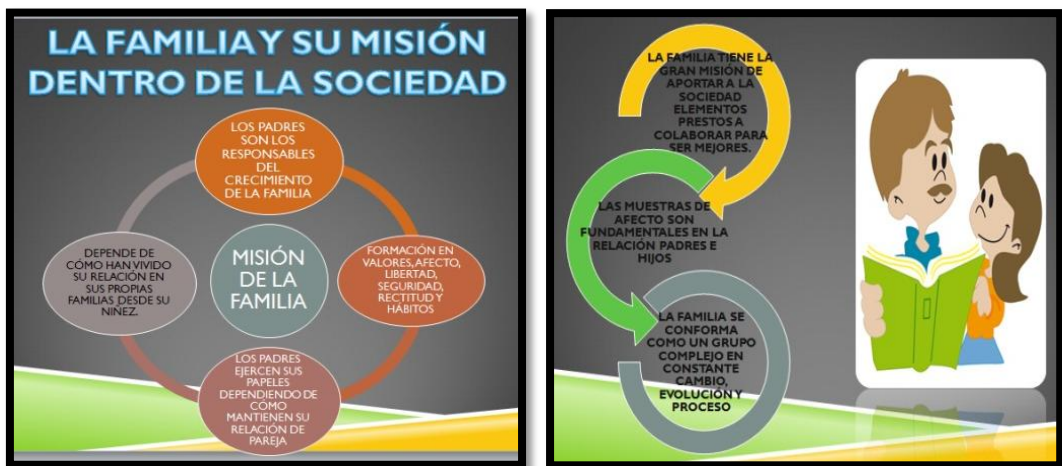 LA FAMILIA Y SU MISIÓN
DENTRO DE LA SOCIEDAD
LOS PADRES
SON LOS
RESPONSABLES
DEL
CRECIMIENTO
DE LA FAMILIA
FORMACIÓN EN
VALORES, AFECTO,
LIBERTAD,
SEGURIDAD,
RECTITUD Y
HÁBITOS
LOS PADRES
EJERCEN SUS
PAPELES
DEPENDIENDO DE
CÓMO
MANTIENEN SU
RELACIÓN DE
PAREJA
DEPENDE DE
CÓMO HAN VIVIDO
SU RELACIÓN EN
SUS PROPIAS
FAMILIAS DESDE SU
NIÑEZ.
MISIÓN
DE LA
FAMILIA
LA FAMILIA TIENE LA
GRAN MISIÓN DE
APORTAR A LA
SOCIEDAD
ELEMENTOS
PRESTOS A
COLABORAR PARA
SER MEJORES.
LAS MUESTRAS DE
AFECTO SON
FUNDAMENTALES EN LA
RELACIÓN PADRES E
HIJOS
LA FAMILIA SE
CONFORMA
COMO UN GRUPO
COMPLEJO EN
CONSTANTE
CAMBIO,
EVOLUCIÓN Y
PROCESO